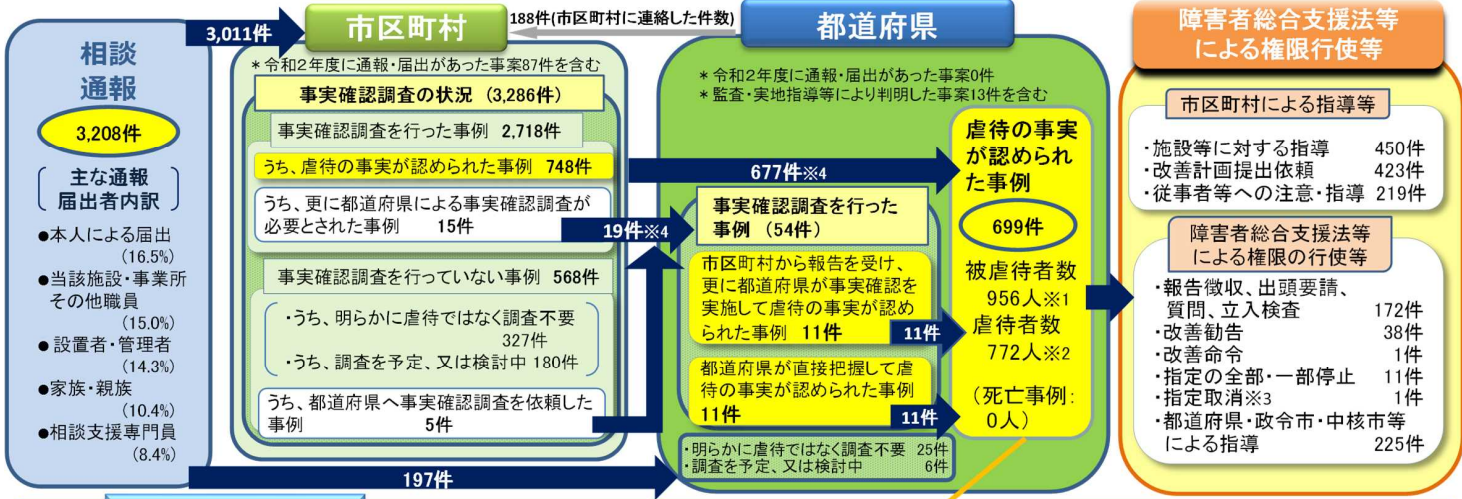 相談
通報
3,208件
主な通報
届出者内訳
●本人による届出
(16.5%)
●当該施設・事業所
その他職員
(15.0%)
●設置者・管理者
(14.3%)
●家族・親族
(10.4%)
●相談支援専門員
(8.4%)
3,011件
197件
188件(市区町村に連絡した件数)
市区町村
*令和2年度に通報・届出があった事案87件を含む
事実確認調査の状況 (3,286件)
事実確認調査を行った事例 2,718件
うち、虐待の事実が認められた事例 748件
うち、更に都道府県による事実確認調査が
必要とされた事例 15件
事実確認調査を行っていない事例 568件
・うち、明らかに虐待ではなく調査不要
327件
・うち、調査を予定、又は検討中 180件
うち、都道府県へ事実確認調査を依頼した
事例 5件
677件※4
19件※4
都道府県
*令和2年度に通報・届出があった事案0件
*監査・実地指導等により判明した事案13件を含む
事実確認調査を行った
事例 (54件)
市区町村から報告を受け、
更に都道府県が事実確認を
実施して虐待の事実が認め
られた事例 11件
11件
都道府県が直接把握して虐
待の事実が認められた事例
11件
11件
・明らかに虐待ではなく調査不要 25件
・調査を予定、又は検討中 6件
虐待の事実
が認められ
た事例
699件
被虐待者数
956人※1
虐待者数
772人※2
(死亡事例:
0人)
障害者総合支援法等
による権限行使等
市区町村による指導等
・施設等に対する指導 450件
・改善計画提出依頼 423件
・従事者等への注意・指導 219件
障害者総合支援法等
による権限の行使等
・報告徴収、出頭要請、
質問、立入検査 172件
・改善勧告 38件
・改善命令 1件
・指定の全部・一部停止 11件
・指定取消※3 1件
・都道府県・政令市・中核市等
による指導 225件